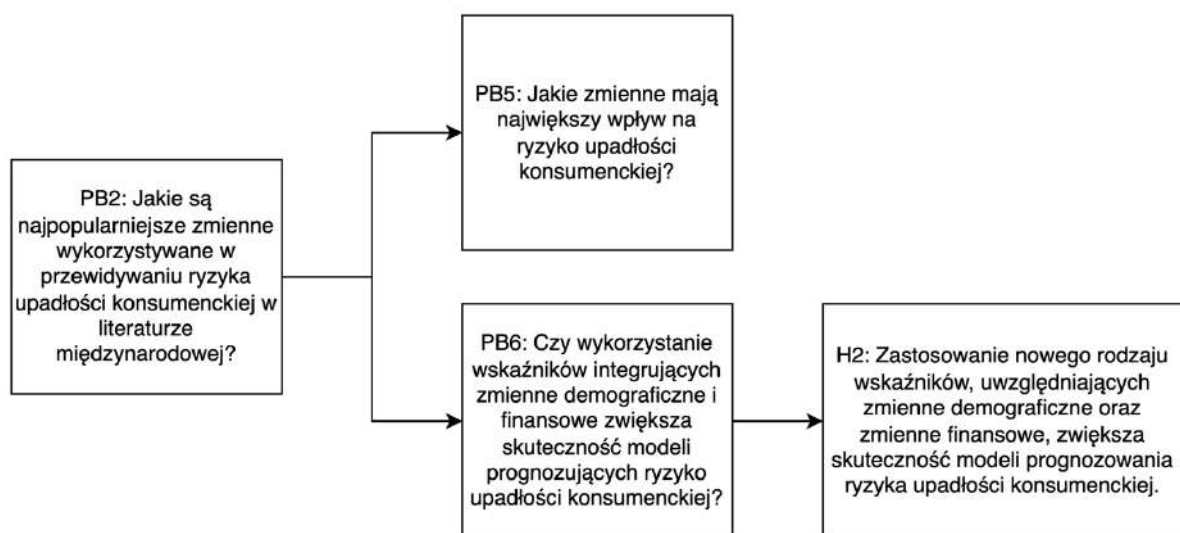 PB5: Jakie zmienne mają
największy wpływ na
ryzyko upadłości
konsumenckiej?
PB2: Jakie są
najpopularniejsze zmienne
wykorzystywane w
przewidywaniu ryzyka
upadłości konsumenckiej w
literaturze
międzynarodowej?
PB6: Czy wykorzystanie
wskaźników integrujących
zmienne demograficzne i
finansowe zwiększa
skuteczność modeli
prognozujących ryzyko
upadłości konsumenckiej?
H2: Zastosowanie nowego rodzaju
wskaźników, uwzględniających
zmienne demograficzne oraz
zmienne finansowe, zwiększa
skuteczność modeli prognozowania
ryzyka upadłości konsumenckiej.